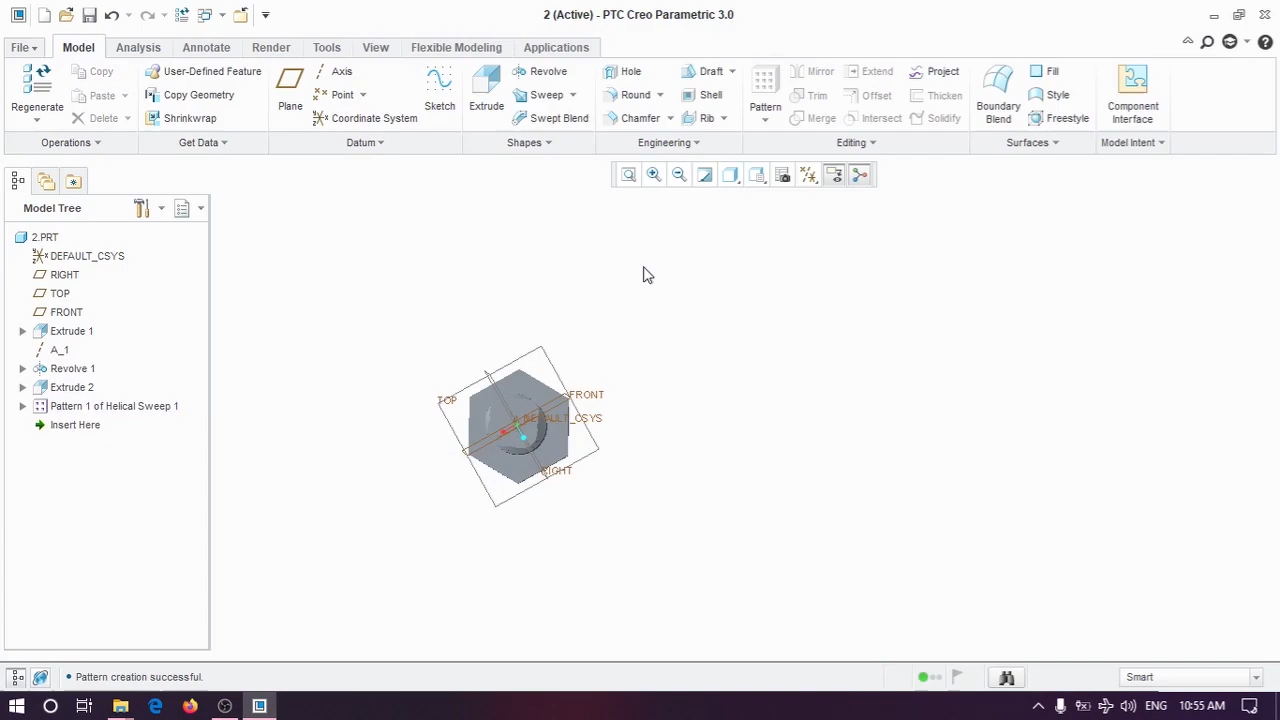 2 (Active) - PTC Creo Parametric 3.0
File Model Analysis Annotate Render Tools View Flexible Modeling Applications
Regenerate
Copy
Paste
Delete
Operations
User-Defined Feature
Copy Geometry
Shrinkwrap
Get Data
Plane
Axis
Point
Coordinate System
Sketch
Datum
Extrude
Revolve
Sweep
Swept Blend
Shapes
Hole
Round
Chamfer
Draft
Shell
Rib
Engineering
Pattern
Mirror
Trim
Merge
Extend
Offset
Intersect
Project
Thicken
Solidify
Editing
Boundary
Blend
Fill
Style
Freestyle
Surfaces
Component
Interface
Model Intent
Model Tree
2.PRT
DEFAULT_CSYS
RIGHT
TOP
FRONT
Extrude 1
A_1
Revolve 1
Extrude 2
Pattern 1 of Helical Sweep 1
Insert Here
TOP
FRONT
DEFAULT_CSYS
RIGHT
Pattern creation successful.
Smart
ENG
10:55 AM